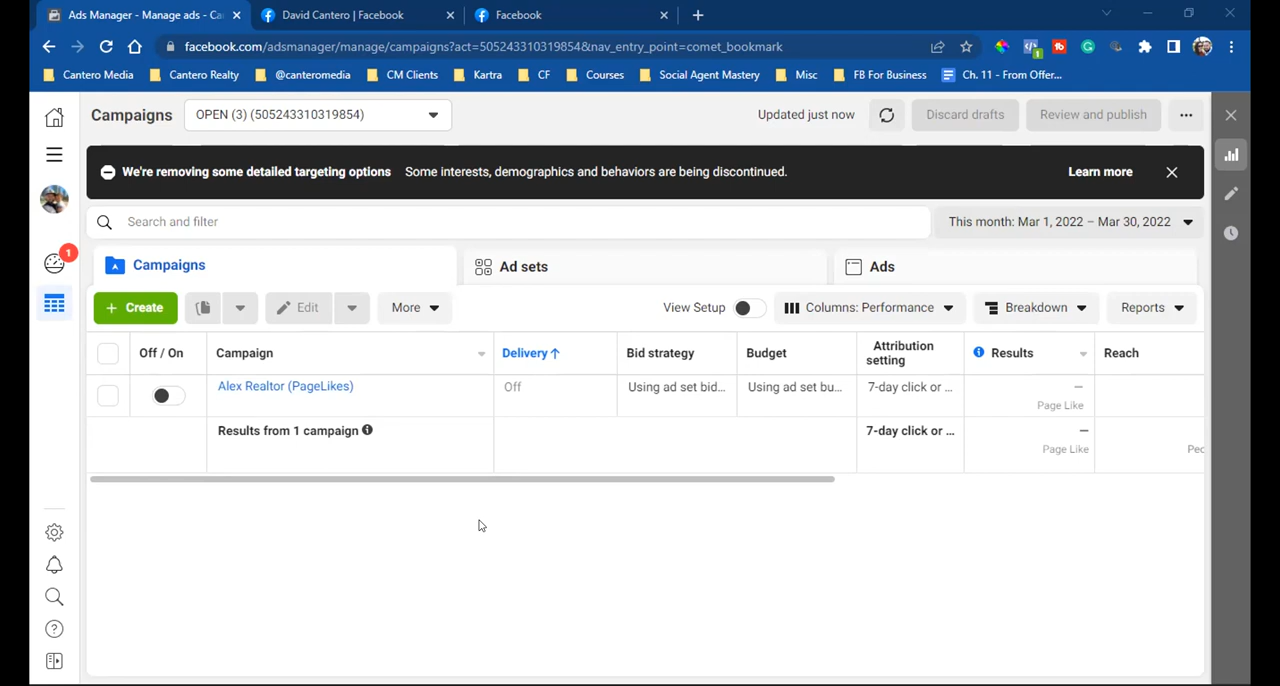 Ads Manager - Manage ads - Ca
David Cantero | Facebook
Facebook
facebook.com/adsmanager/manage/campaigns?act=505243310319854&nav_entry_point=comet_bookmark
Cantero Media
Cantero Realty
@canteromedia
CM Clients
Kartra
CF
Courses
Social Agent Mastery
Misc
FB For Business
Ch. 11 - From Offer...
Campaigns
OPEN (3) (505243310319854)
Updated just now
Discard drafts
Review and publish
We're removing some detailed targeting options Some interests, demographics and behaviors are being discontinued.
Learn more
Search and filter
This month: Mar 1, 2022 – Mar 30, 2022
1
Campaigns
Ad sets
Ads
+ Create
Edit
More
View Setup
Columns: Performance
Breakdown
Reports
Off / On
Campaign
Delivery ↑
Bid strategy
Budget
Attribution
setting
Results
Reach
Alex Realtor (PageLikes)
Off
Using ad set bid...
Using ad set bu...
7-day click or ...
—
Page Like
Results from 1 campaign
7-day click or ...
—
Page Like
Pec